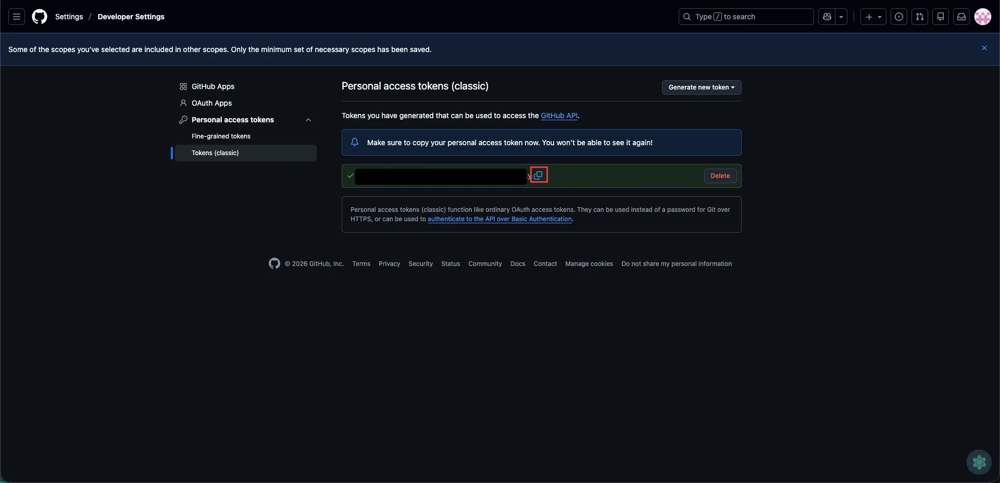 Settings / Developer Settings
Type / to search
Some of the scopes you’ve selected are included in other scopes. Only the minimum set of necessary scopes has been saved.
GitHub Apps
OAuth Apps
Personal access tokens
Fine-grained tokens
Tokens (classic)
Personal access tokens (classic)
Generate new token
Tokens you have generated that can be used to access the GitHub API.
Make sure to copy your personal access token now. You won’t be able to see it again!
Delete
Personal access tokens (classic) function like ordinary OAuth access tokens. They can be used instead of a password for Git over
HTTPS, or can be used to authenticate to the API over Basic Authentication.
© 2026 GitHub, Inc. Terms Privacy Security Status Community Docs Contact Manage cookies Do not share my personal information